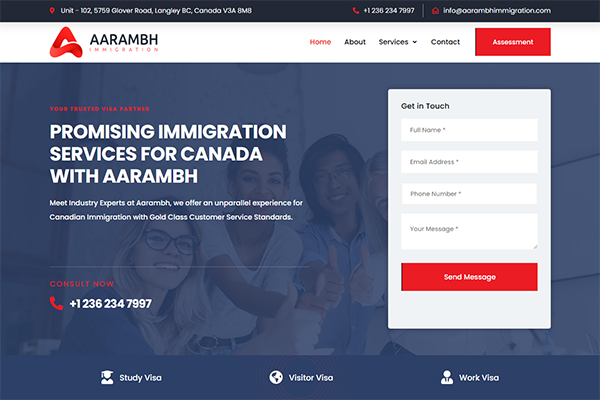 Unit - 102, 5759 Glover Road, Langley BC, Canada V3A 8M8
+1 236 234 7997
info@aarambhimmigration.com
AARAMBH
IMMIGRATION
Home About Services Contact Assessment
YOUR TRUSTED VISA PARTNER
PROMISING IMMIGRATION
SERVICES FOR CANADA
WITH AARAMBH
Meet Industry Experts at Aarambh, we offer an unparallel experience for
Canadian Immigration with Gold Class Customer Service Standards.
CONSULT NOW
+1 236 234 7997
Get in Touch
Full Name *
Email Address *
Phone Number *
Your Message *
Send Message
Study Visa
Visitor Visa
Work Visa